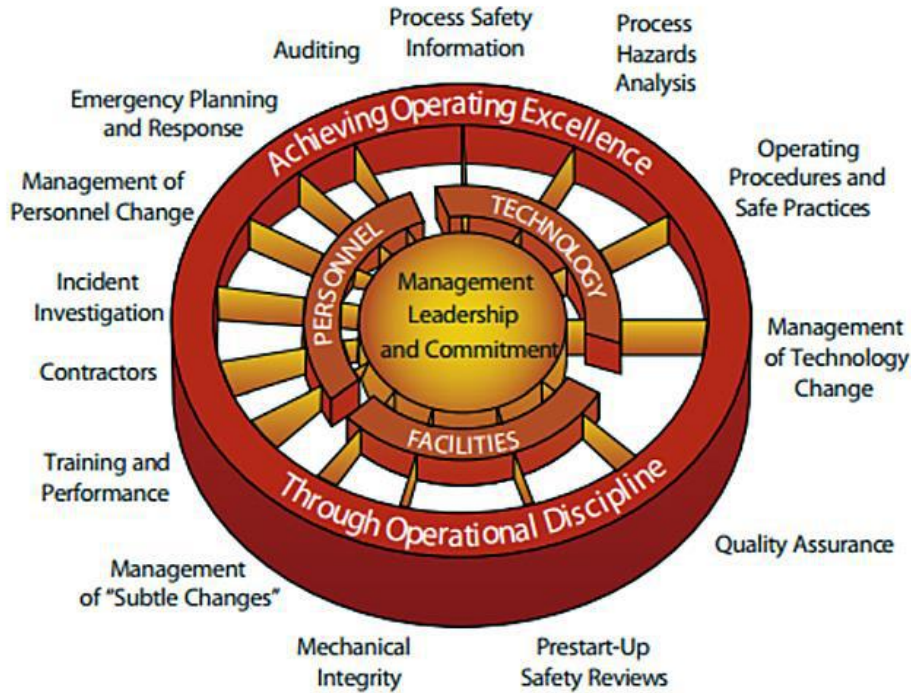 Process Safety
Information
Process
Hazards
Analysis
Operating
Procedures and
Safe Practices
Management
of Technology
Change
Quality Assurance
Prestart-Up
Safety Reviews
Mechanical
Integrity
Management
of “Subtle Changes”
Training and
Performance
Contractors
Incident
Investigation
Management of
Personnel Change
Emergency Planning
and Response
Auditing
Achieving Operating Excellence
Through Operational Discipline
PERSONNEL
TECHNOLOGY
FACILITIES
Management
Leadership
and Commitment